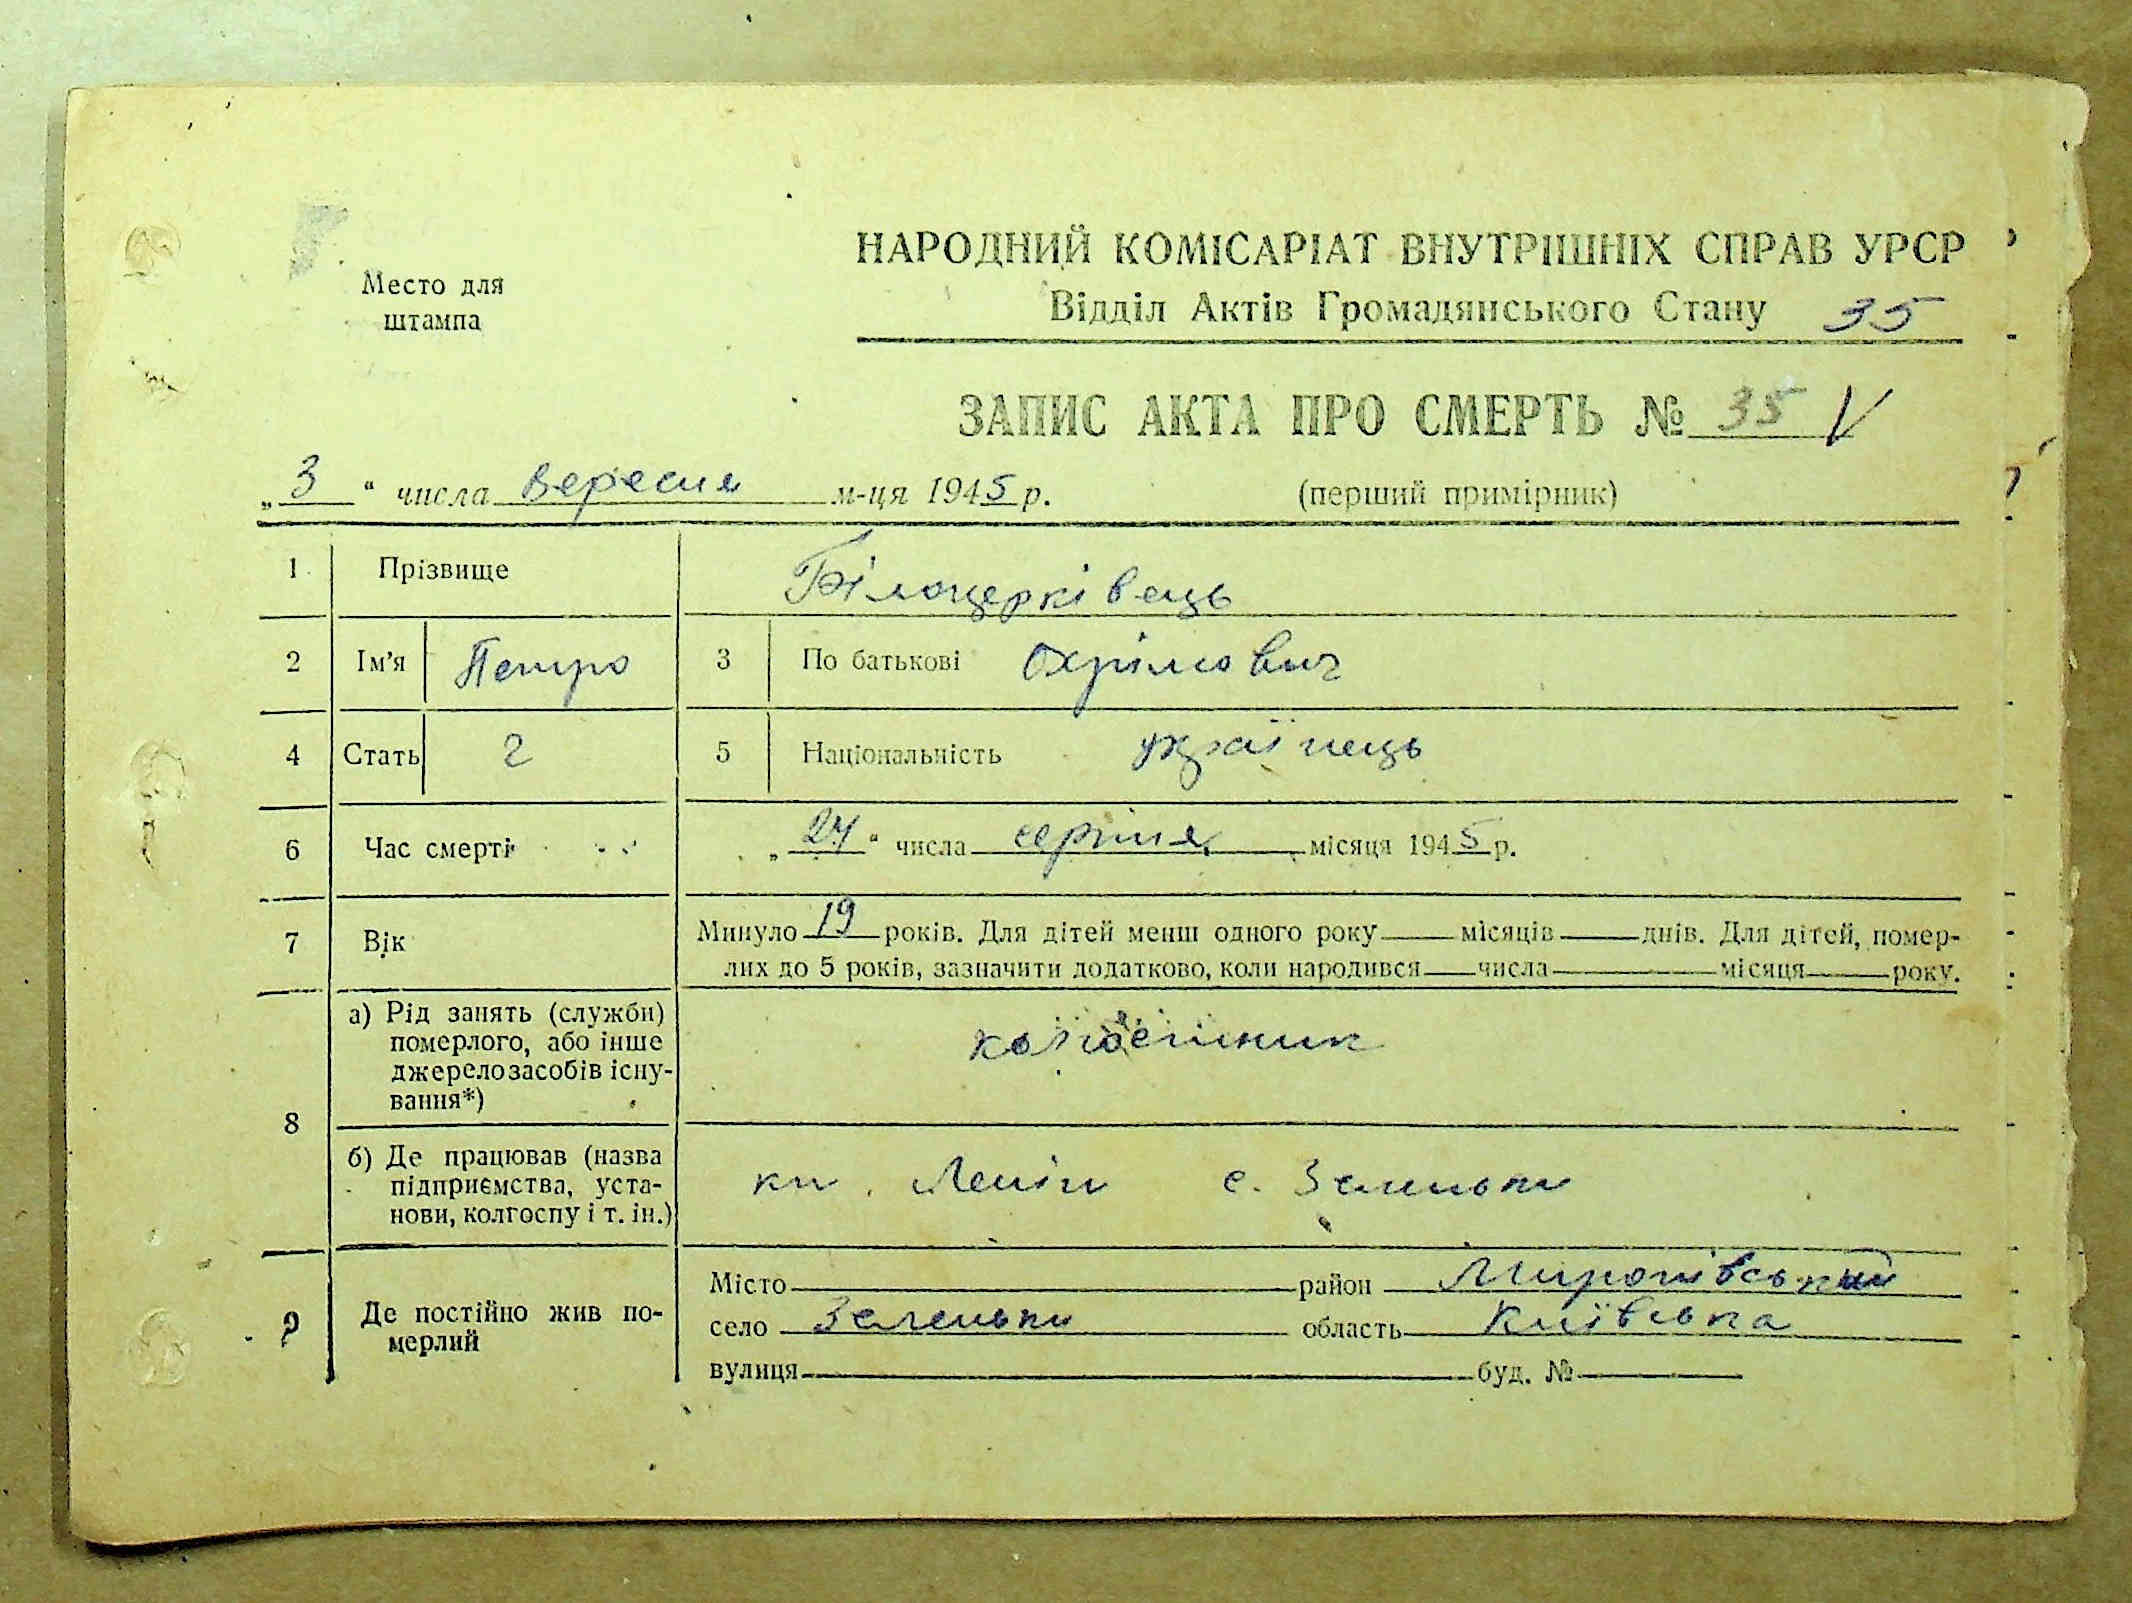 Место для
штампа
НАРОДНИЙ КОМІСАРІАТ ВНУТРІШНІХ СПРАВ УРСР
Відділ Актів Громадянського Стану 35
ЗАПИС АКТА ПРО СМЕРТЬ № 35 V
„3“ числа вересня м-ця 1945 р.
(перший примірник)
1 Прізвище Білоцерківець
2 Ім'я Петро 3 По батькові Охрімович
4 Стать Ч 5 Національність українець
6 Час смерті „24“ числа серпня місяця 1945 р.
7 Вік Минуло 19 років. Для дітей менш одного року місяців днів. Для дітей, помер-
лих до 5 років, зазначити додатково, коли народився числа місяця року.
8 а) Рід занять (служби)
померлого, або інше
джерело засобів існу-
вання*)
колгоспник
б) Де працював (назва
підприємства, уста-
нови, колгоспу і т. ін.)
кп. Леніп с. Зеленьки
9 Де постійно жив по-
мерлий
Місто район Миронівський
село Зеленьки область Київська
вулиця буд. №